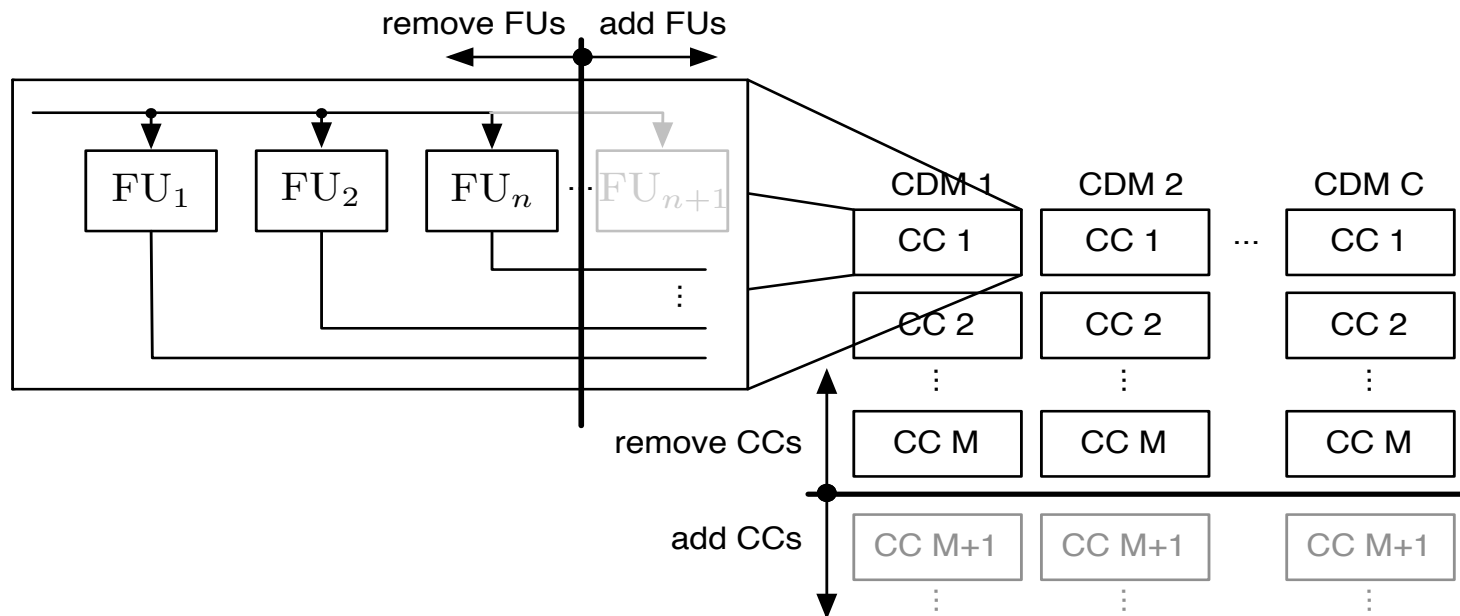 remove FUs add FUs
FU₁ FU₂ FUₙ ... FUₙ₊₁
⋮
CDM 1 CDM 2 CDM C
CC 1 CC 1 ... CC 1
CC 2 CC 2 CC 2
⋮ ⋮ ⋮
remove CCs CC M CC M CC M
add CCs CC M+1 CC M+1 CC M+1
⋮ ⋮ ⋮